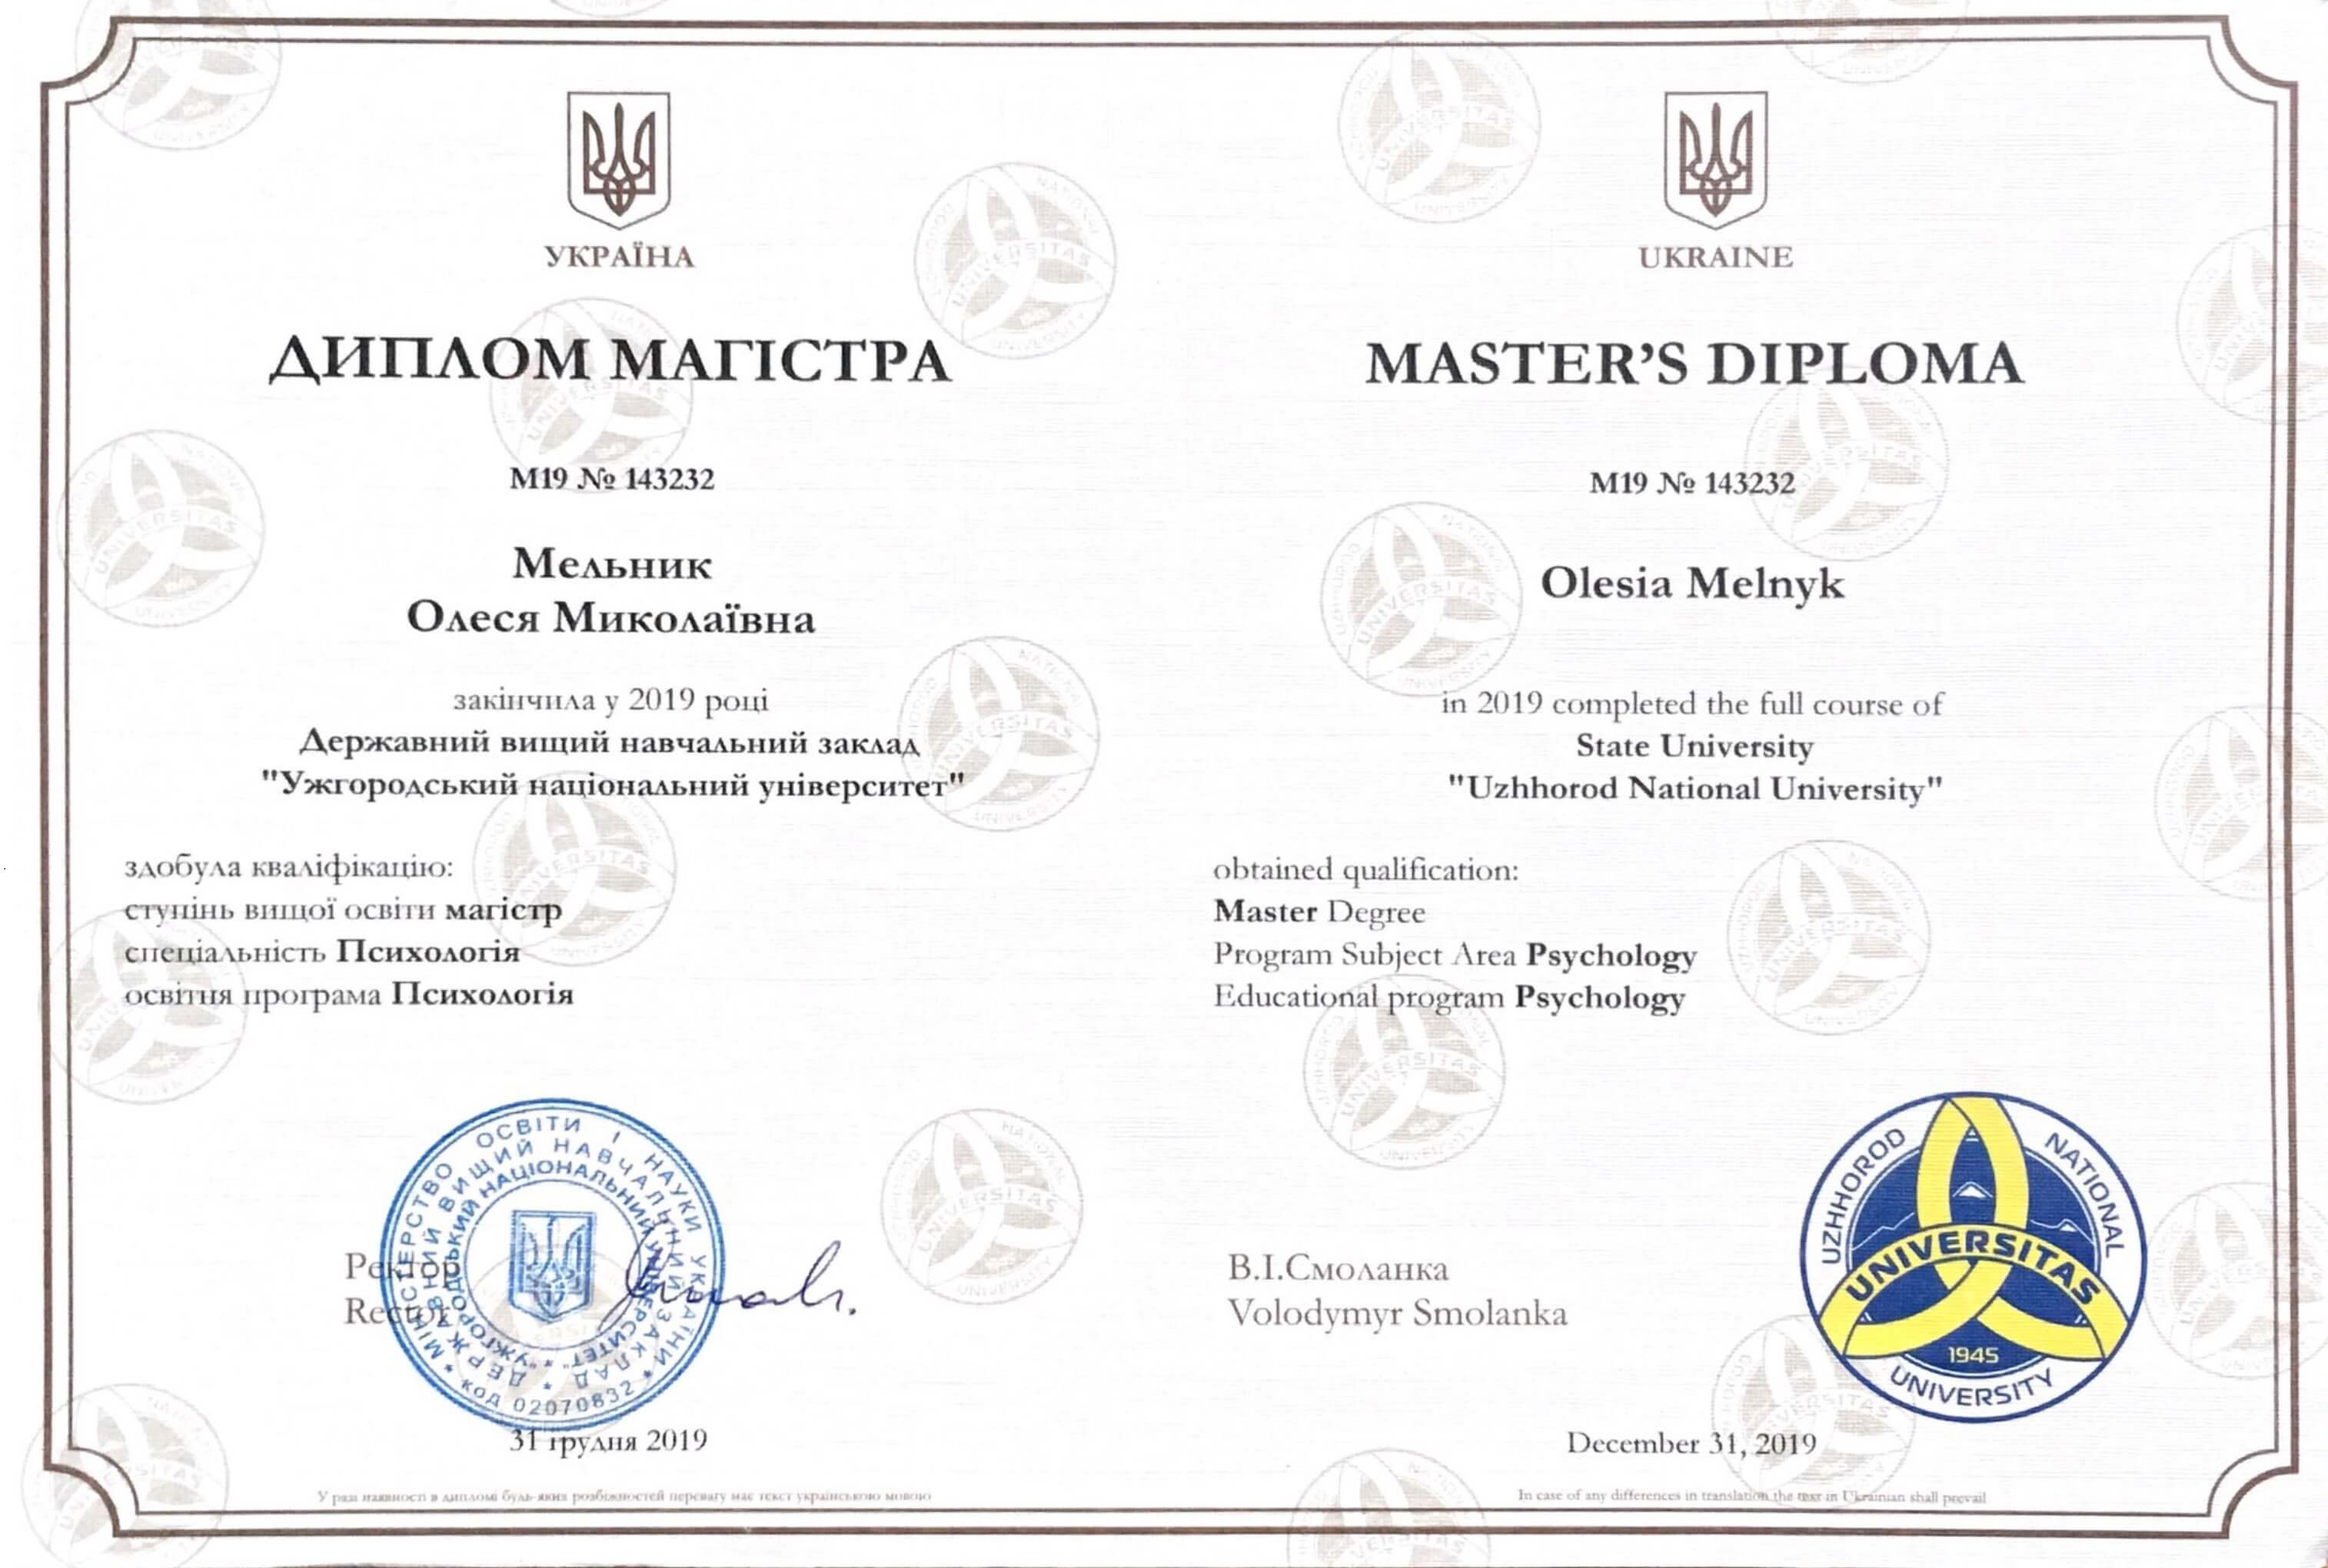 УКРАЇНА
ДИПЛОМ МАГІСТРА
М19 № 143232
Мельник
Олеся Миколаївна
закінчила у 2019 році
Державний вищий навчальний заклад
"Ужгородський національний університет"
здобула кваліфікацію:
ступінь вищої освіти магістр
спеціальність Психологія
освітня програма Психологія
Ректор
Rector
МІНІСТЕРСТВО ОСВІТИ І НАУКИ УКРАЇНИ * код 02070832 *
ДЕРЖАВНИЙ ВИЩИЙ НАВЧАЛЬНИЙ ЗАКЛАД *
"УЖГОРОДСЬКИЙ НАЦІОНАЛЬНИЙ УНІВЕРСИТЕТ" *
31 грудня 2019
У разі наявності в дипломі будь-яких розбіжностей перевагу має текст українською мовою
UKRAINE
MASTER’S DIPLOMA
M19 № 143232
Olesia Melnyk
in 2019 completed the full course of
State University
"Uzhhorod National University"
obtained qualification:
Master Degree
Program Subject Area Psychology
Educational program Psychology
В.І.Смоланка
Volodymyr Smolanka
UZHHOROD NATIONAL
UNIVERSITAS
1945
UNIVERSITY
December 31, 2019
In case of any differences in translation the text in Ukrainian shall prevail